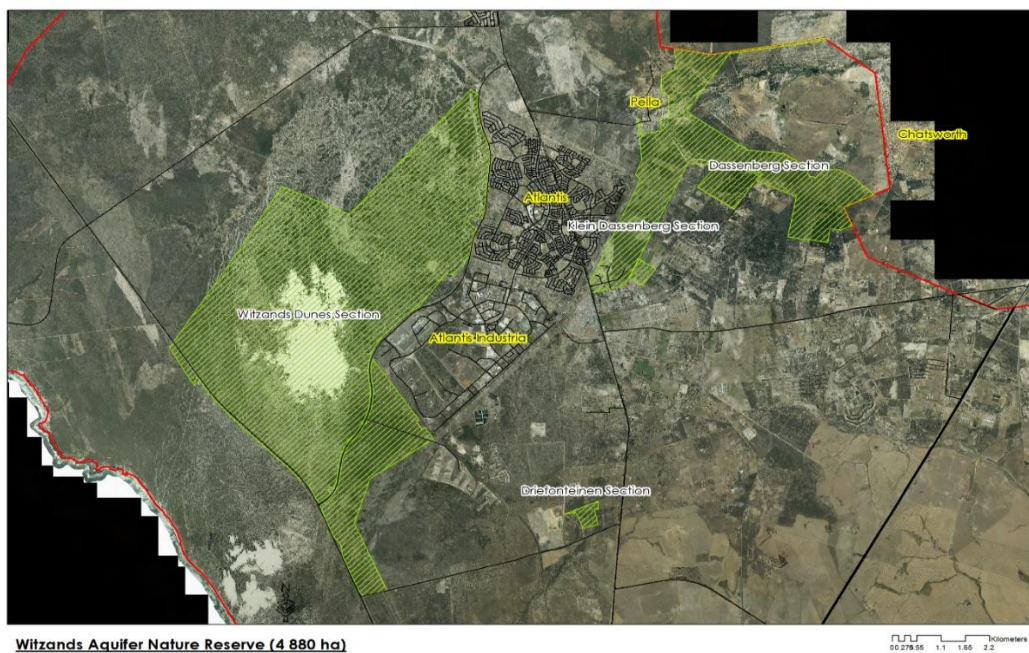 Pella
Chatsworth
Dassenberg Section
Atlantis
Klein Dassenberg Section
Witzands Dunes Section
Atlantis Industria
Driefonteinen Section
Witzands Aquifer Nature Reserve (4 880 ha)
Kilometers
0 0.275 0.55 1.1 1.65 2.2